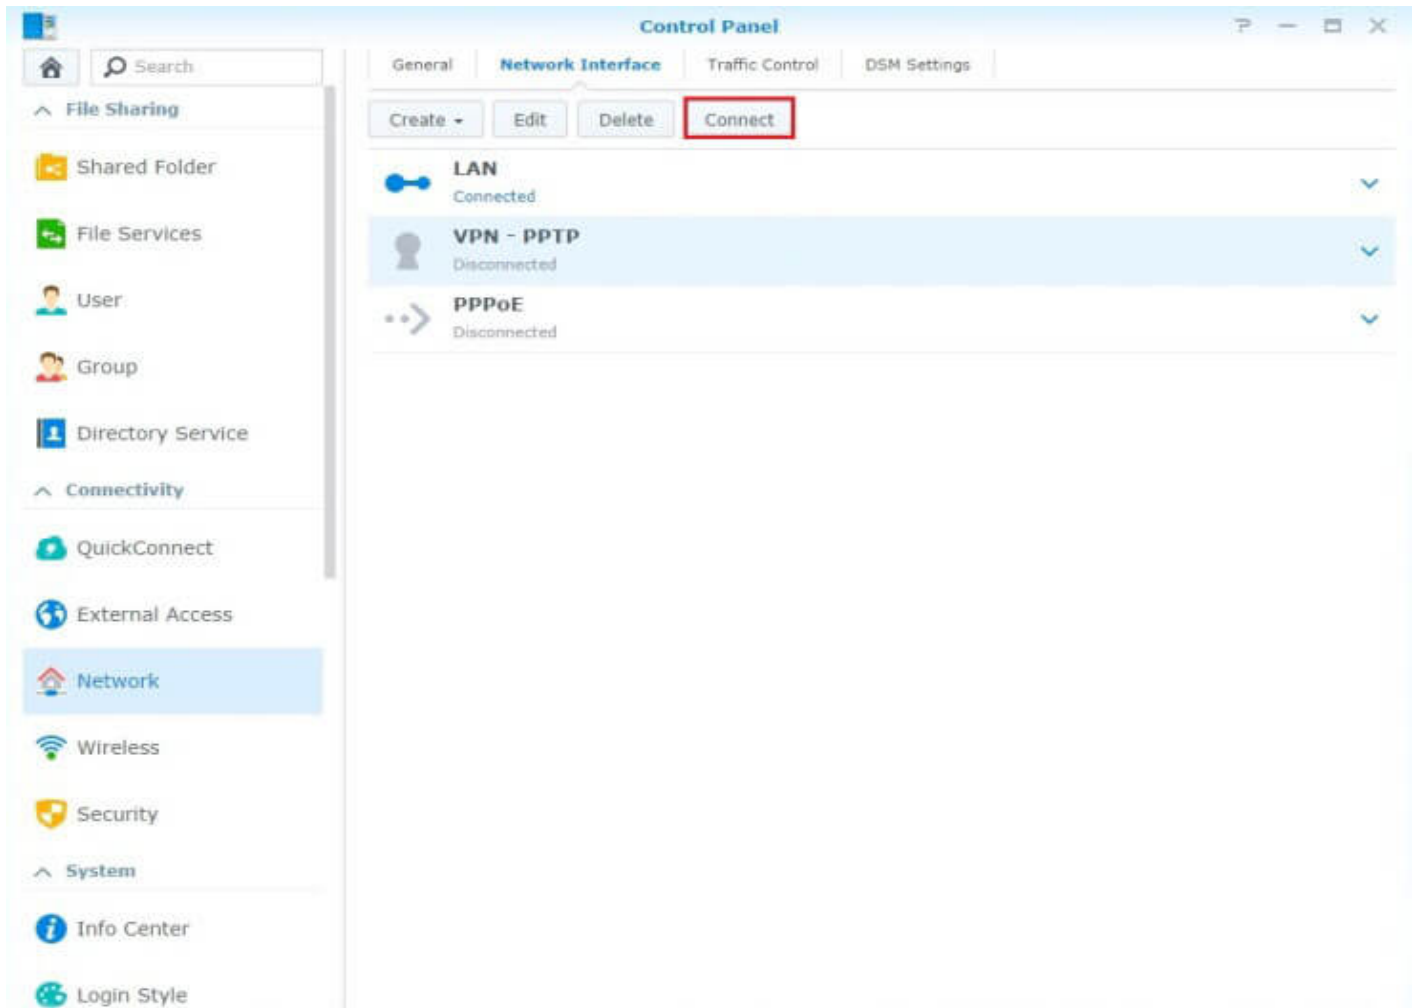 Control Panel
Search
File Sharing
Shared Folder
File Services
User
Group
Directory Service
Connectivity
QuickConnect
External Access
Network
Wireless
Security
System
Info Center
Login Style
General Network Interface Traffic Control DSM Settings
Create Edit Delete Connect
LAN
Connected
VPN - PPTP
Disconnected
PPPoE
Disconnected